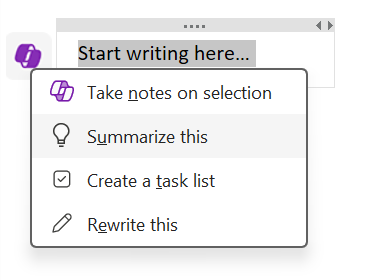 Start writing here...
Take notes on selection
Summarize this
Create a task list
Rewrite this